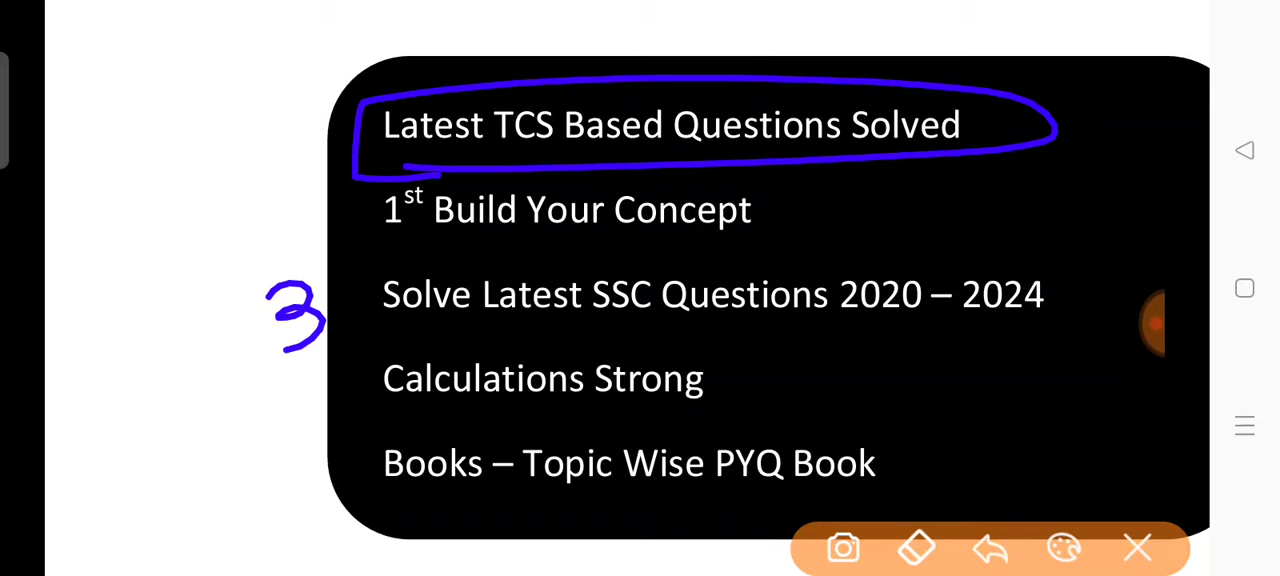 Latest TCS Based Questions Solved
1st Build Your Concept
3
Solve Latest SSC Questions 2020 – 2024
Calculations Strong
Books – Topic Wise PYQ Book